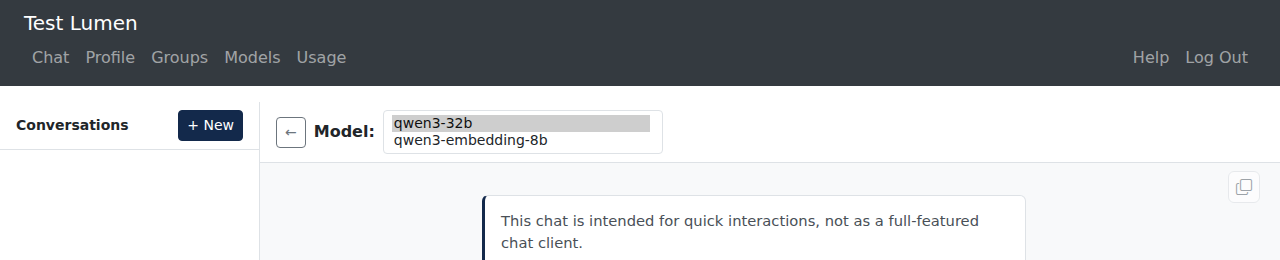 Test Lumen
Chat Profile Groups Models Usage Help Log Out
Conversations
+ New
←
Model:
qwen3-32b
qwen3-embedding-8b
This chat is intended for quick interactions, not as a full-featured
chat client.